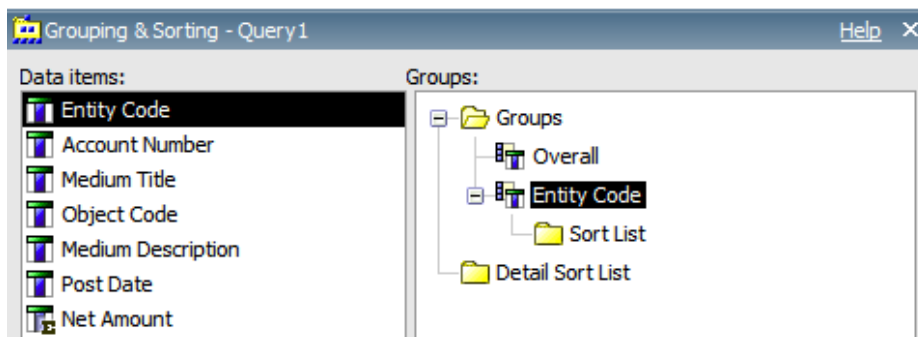 Grouping & Sorting - Query1 Help
Data items:
Entity Code
Account Number
Medium Title
Object Code
Medium Description
Post Date
Net Amount
Groups:
Groups
Overall
Entity Code
Sort List
Detail Sort List